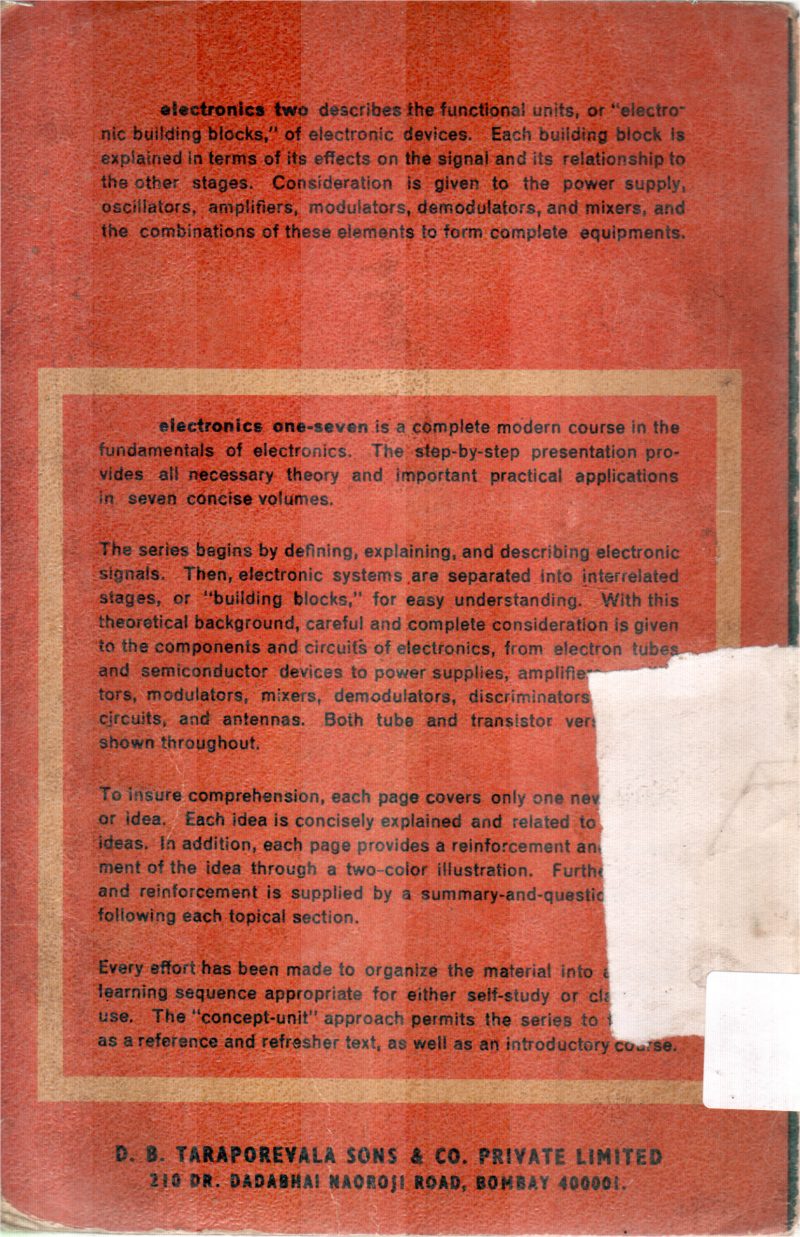 electronics two describes the functional units, or "electro-
nic building blocks," of electronic devices. Each building block is
explained in terms of its effects on the signal and its relationship to
the other stages. Consideration is given to the power supply,
oscillators, amplifiers, modulators, demodulators, and mixers, and
the combinations of these elements to form complete equipments.
electronics one-seven is a complete modern course in the
fundamentals of electronics. The step-by-step presentation pro-
vides all necessary theory and important practical applications
in seven concise volumes.
The series begins by defining, explaining, and describing electronic
signals. Then, electronic systems are separated into interrelated
stages, or "building blocks," for easy understanding. With this
theoretical background, careful and complete consideration is given
to the components and circuits of electronics, from electron tubes
and semiconductor devices to power supplies,
tors, modulators, mixers, demodulators, discriminators
circuits, and antennas. Both tube and transistor
shown throughout.
To insure comprehension, each page covers only one
or idea. Each idea is concisely explained and related to
ideas. In addition, each page provides a reinforcement
ment of the idea through a two-color illustration.
and reinforcement is supplied by a
following each topical section.
Every effort has been made to organize the material into
learning sequence appropriate for either self-study or
use. The "concept-unit" approach permits the series to
as a reference and refresher text, as well as an introductory course.
D. B. TARAPOREVALA SONS & CO. PRIVATE LIMITED
210 DR. DADABHAI NAOROJI ROAD, BOMBAY 400001.